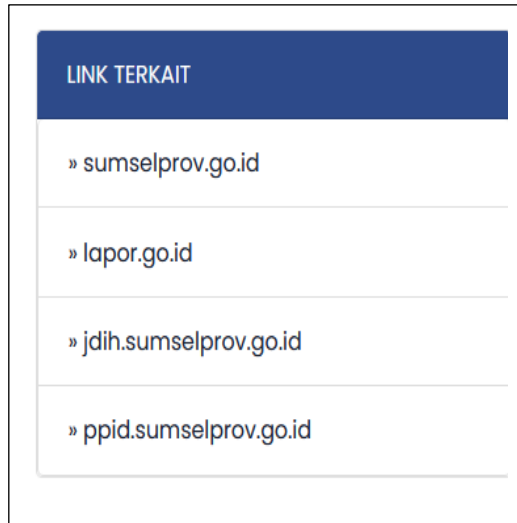 LINK TERKAIT
» sumselprov.go.id
» lapor.go.id
» jdih.sumselprov.go.id
» ppid.sumselprov.go.id